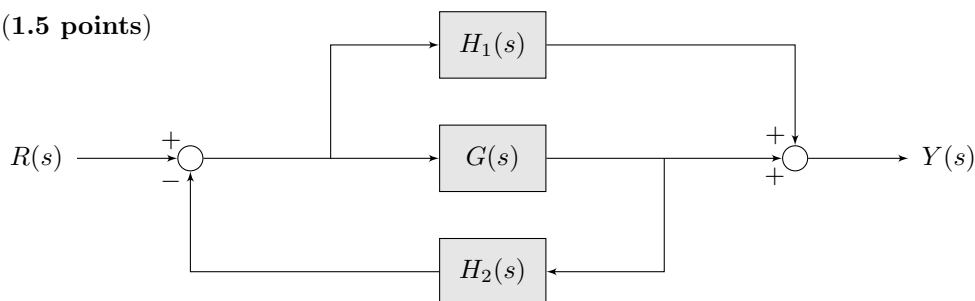 (1.5 points)
H₁(s)
+ +
R(s) G(s) Y(s)
− +
H₂(s)